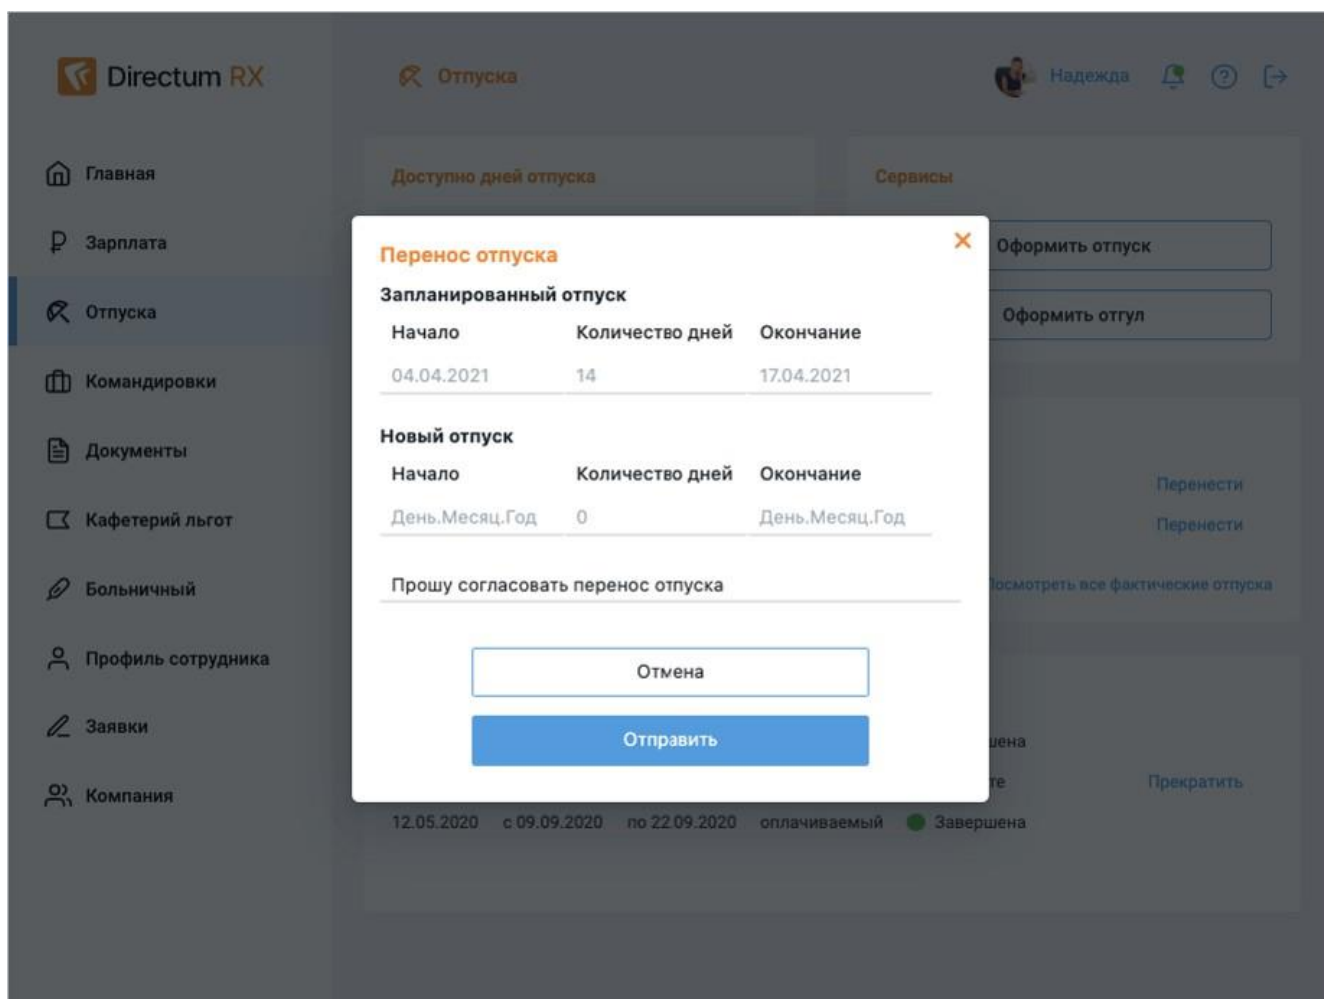 Directum RX
Отпуска
Надежда
Главная
Зарплата
Отпуска
Командировки
Документы
Кафетерий льгот
Больничный
Профиль сотрудника
Заявки
Компания
Доступно дней отпуска
Сервисы
Оформить отпуск
Оформить отгул
Перенос отпуска
Запланированный отпуск
Начало Количество дней Окончание
04.04.2021 14 17.04.2021
Новый отпуск
Начало Количество дней Окончание
День.Месяц.Год 0 День.Месяц.Год
Прошу согласовать перенос отпуска
Отмена
Отправить
Перенести
Перенести
Посмотреть все фактические отпуска
Прекратить
12.05.2020 с 09.09.2020 по 22.09.2020 оплачиваемый Завершена